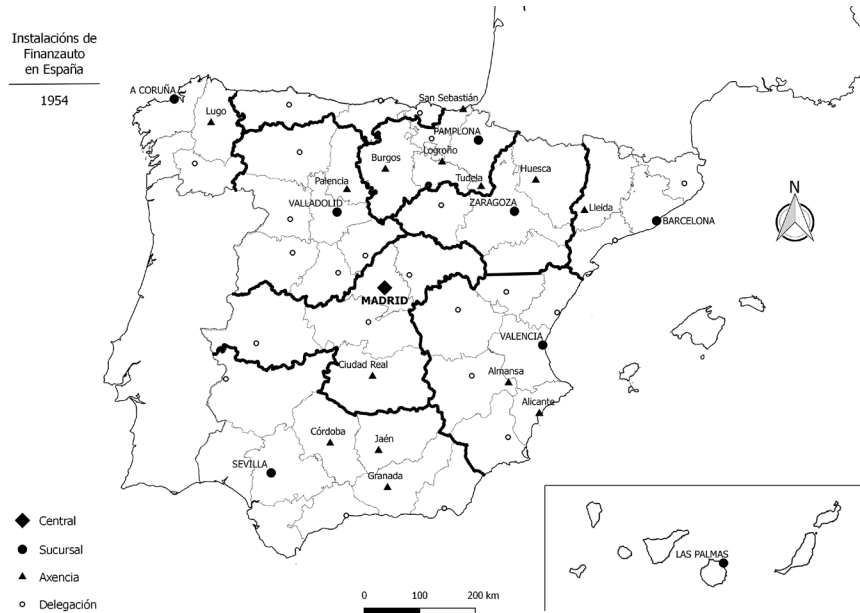 Instalacións de
Finanzauto
en España
1954
San Sebastián
A CORUÑA
Lugo
PAMPLONA
Burgos
Logroño
Huesca
Palencia
Tudela
VALLADOLID
ZARAGOZA
Lleida
BARCELONA
N
MADRID
VALENCIA
Ciudad Real
Almansa
Alicante
Córdoba
Jaén
SEVILLA
Granada
Central
Sucursal
Axencia
Delegación
LAS PALMAS
0 100 200 km